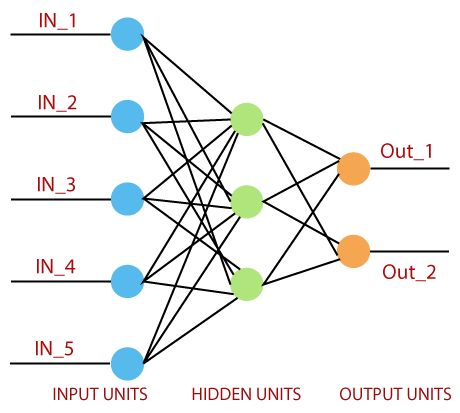 IN_1
IN_2
IN_3
IN_4
IN_5
Out_1
Out_2
INPUT UNITS
HIDDEN UNITS
OUTPUT UNITS